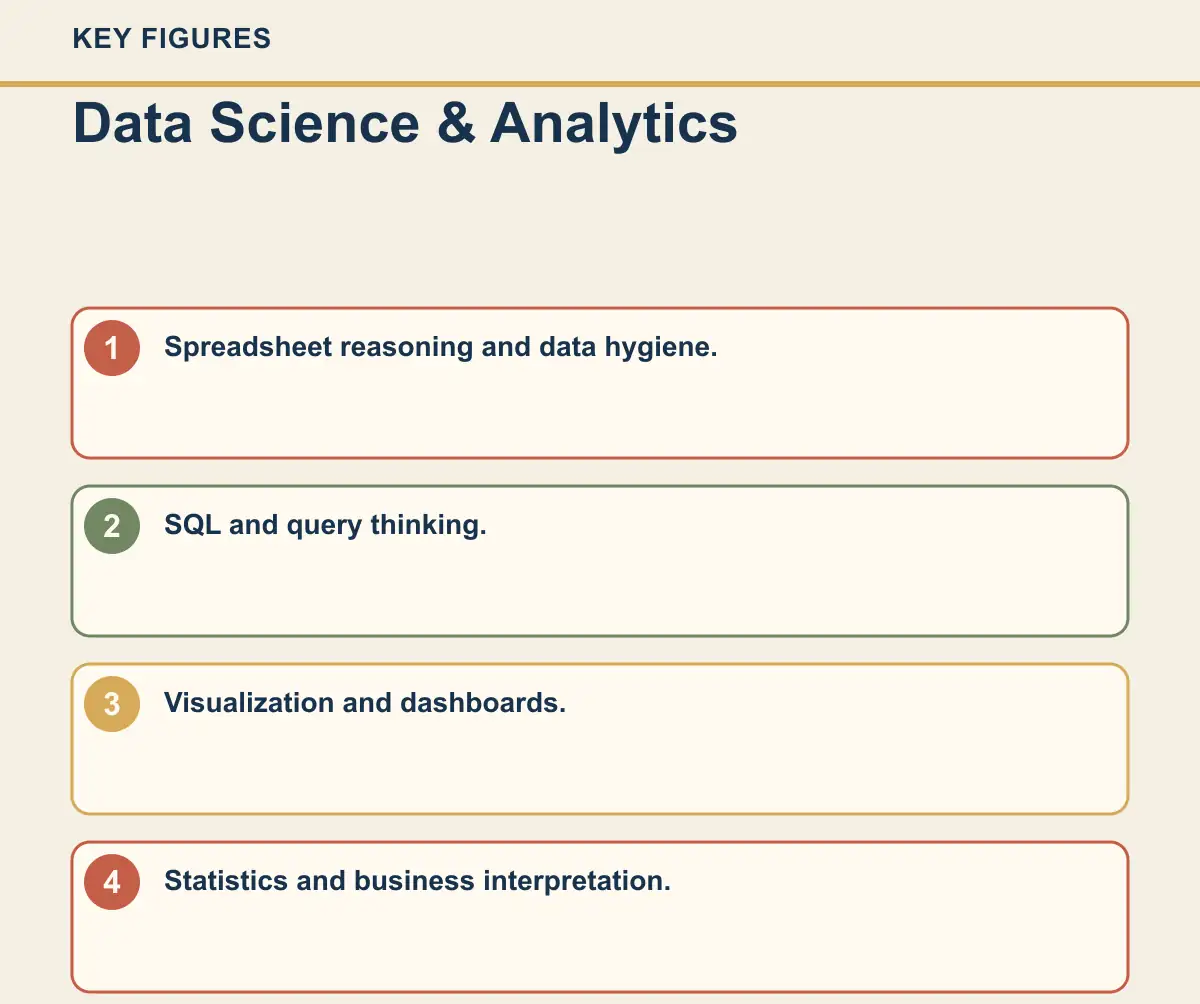 KEY FIGURES
Data Science & Analytics
1 Spreadsheet reasoning and data hygiene.
2 SQL and query thinking.
3 Visualization and dashboards.
4 Statistics and business interpretation.